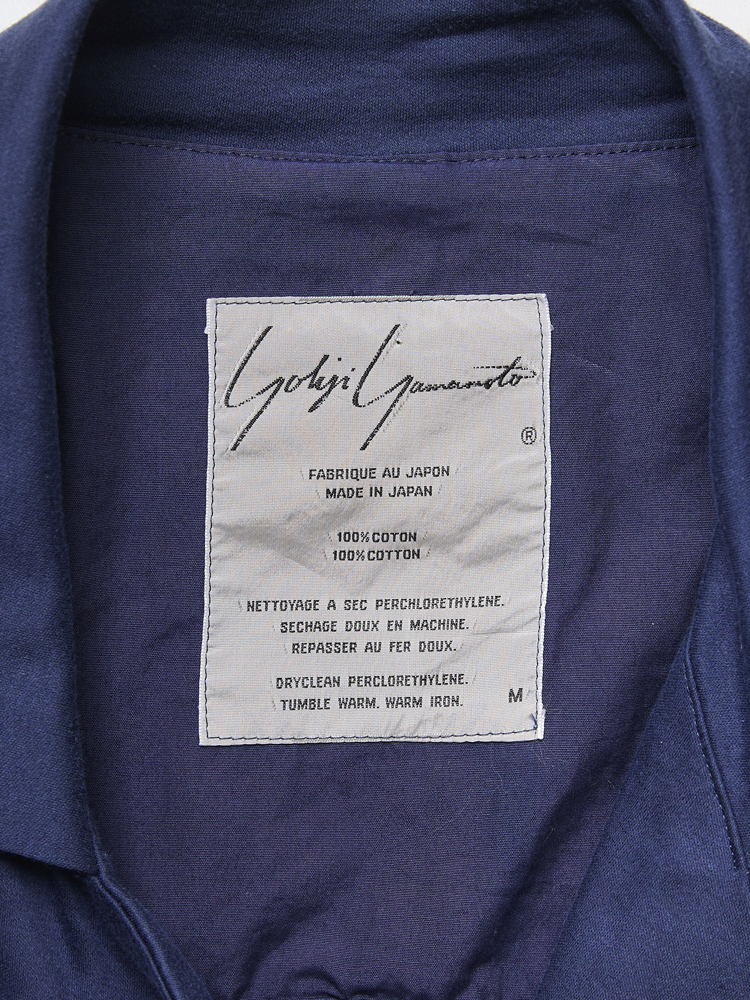 Yohji Yamamoto
®
FABRIQUE AU JAPON
MADE IN JAPAN
100% COTON
100% COTTON
NETTOYAGE A SEC PERCHLORETHYLENE.
SECHAGE DOUX EN MACHINE.
REPASSER AU FER DOUX.
DRYCLEAN PERCLORETHYLENE.
TUMBLE WARM. WARM IRON.
M